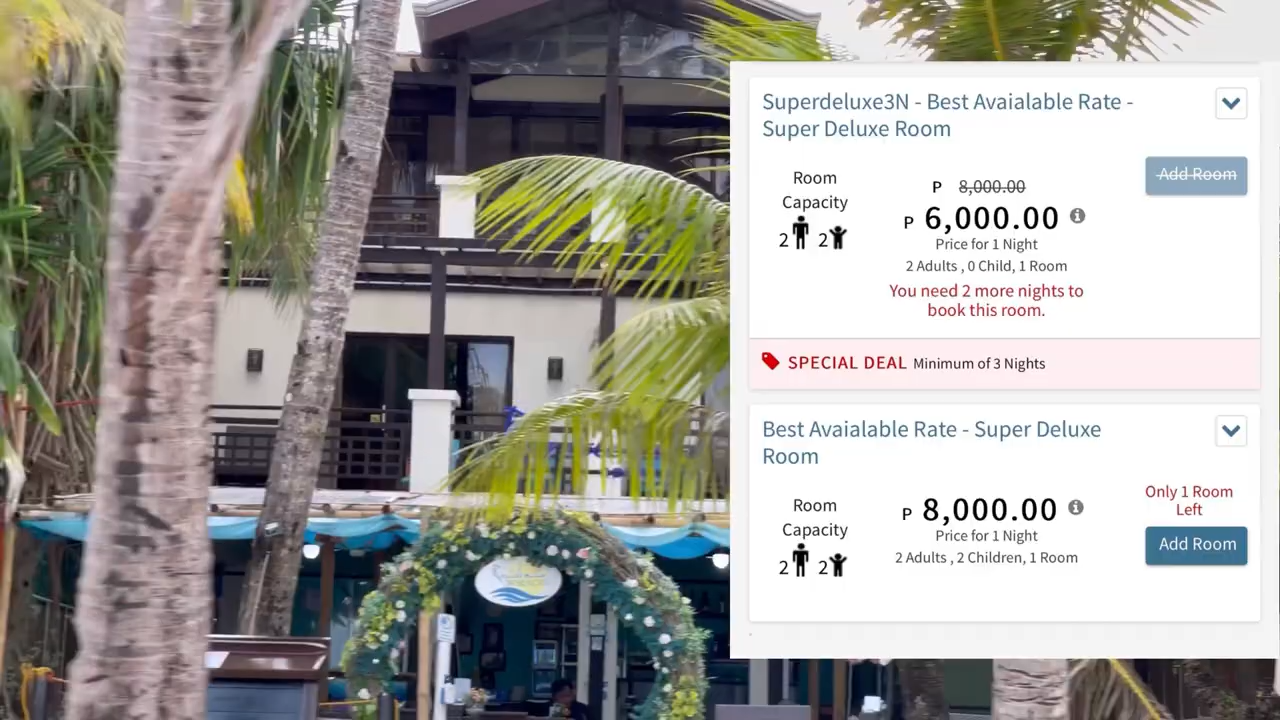 Superdeluxe3N - Best Avaialable Rate -
Super Deluxe Room
Add Room
Room
Capacity
2 2
P 8,000.00
P 6,000.00
Price for 1 Night
2 Adults , 0 Child, 1 Room
You need 2 more nights to
book this room.
SPECIAL DEAL Minimum of 3 Nights
Best Avaialable Rate - Super Deluxe
Room
Room
Capacity
2 2
P 8,000.00
Price for 1 Night
2 Adults , 2 Children, 1 Room
Only 1 Room
Left
Add Room